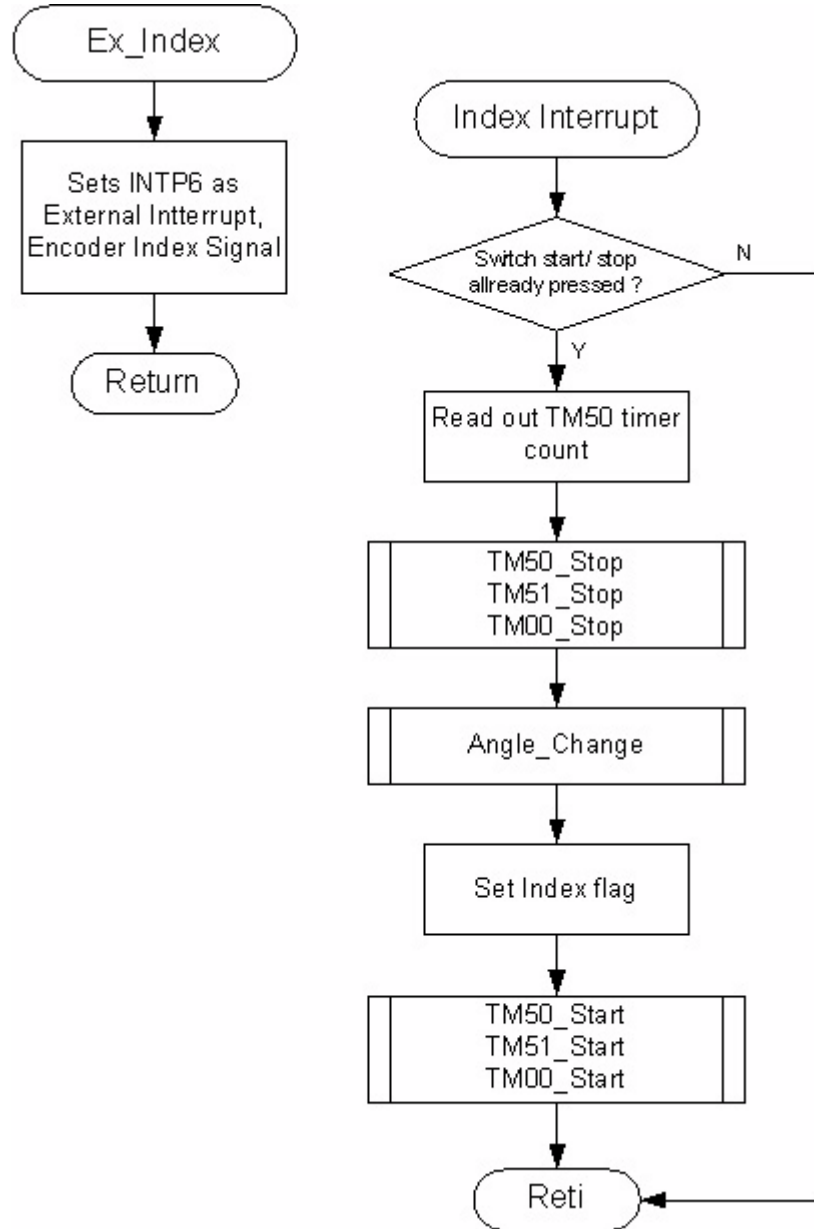 Ex_Index
Sets INTP6 as
External Intterrupt,
Encoder Index Signal
Return
Index Interrupt
Switch start/ stop
allready pressed ?
N
Y
Read out TM50 timer
count
TM50_Stop
TM51_Stop
TM00_Stop
Angle_Change
Set Index flag
TM50_Start
TM51_Start
TM00_Start
Reti